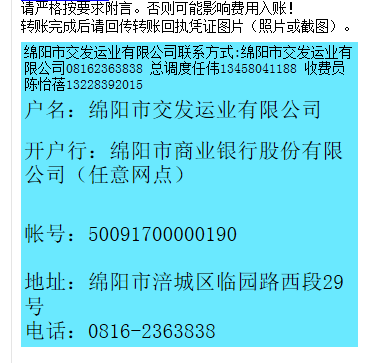 请严格按要求附言。否则可能影响费用入账!
转账完成后请回传转账回执凭证图片（照片或截图）。
绵阳市交发运业有限公司联系方式:绵阳市交发运业有
限公司08162363838 总调度任伟13458041188 收费员
陈怡蓓13228392015
户名: 绵阳市交发运业有限公司
开户行: 绵阳市商业银行股份有限
公司（任意网点）
帐号: 50091700000190
地址: 绵阳市涪城区临园路西段29
号
电话: 0816-2363838